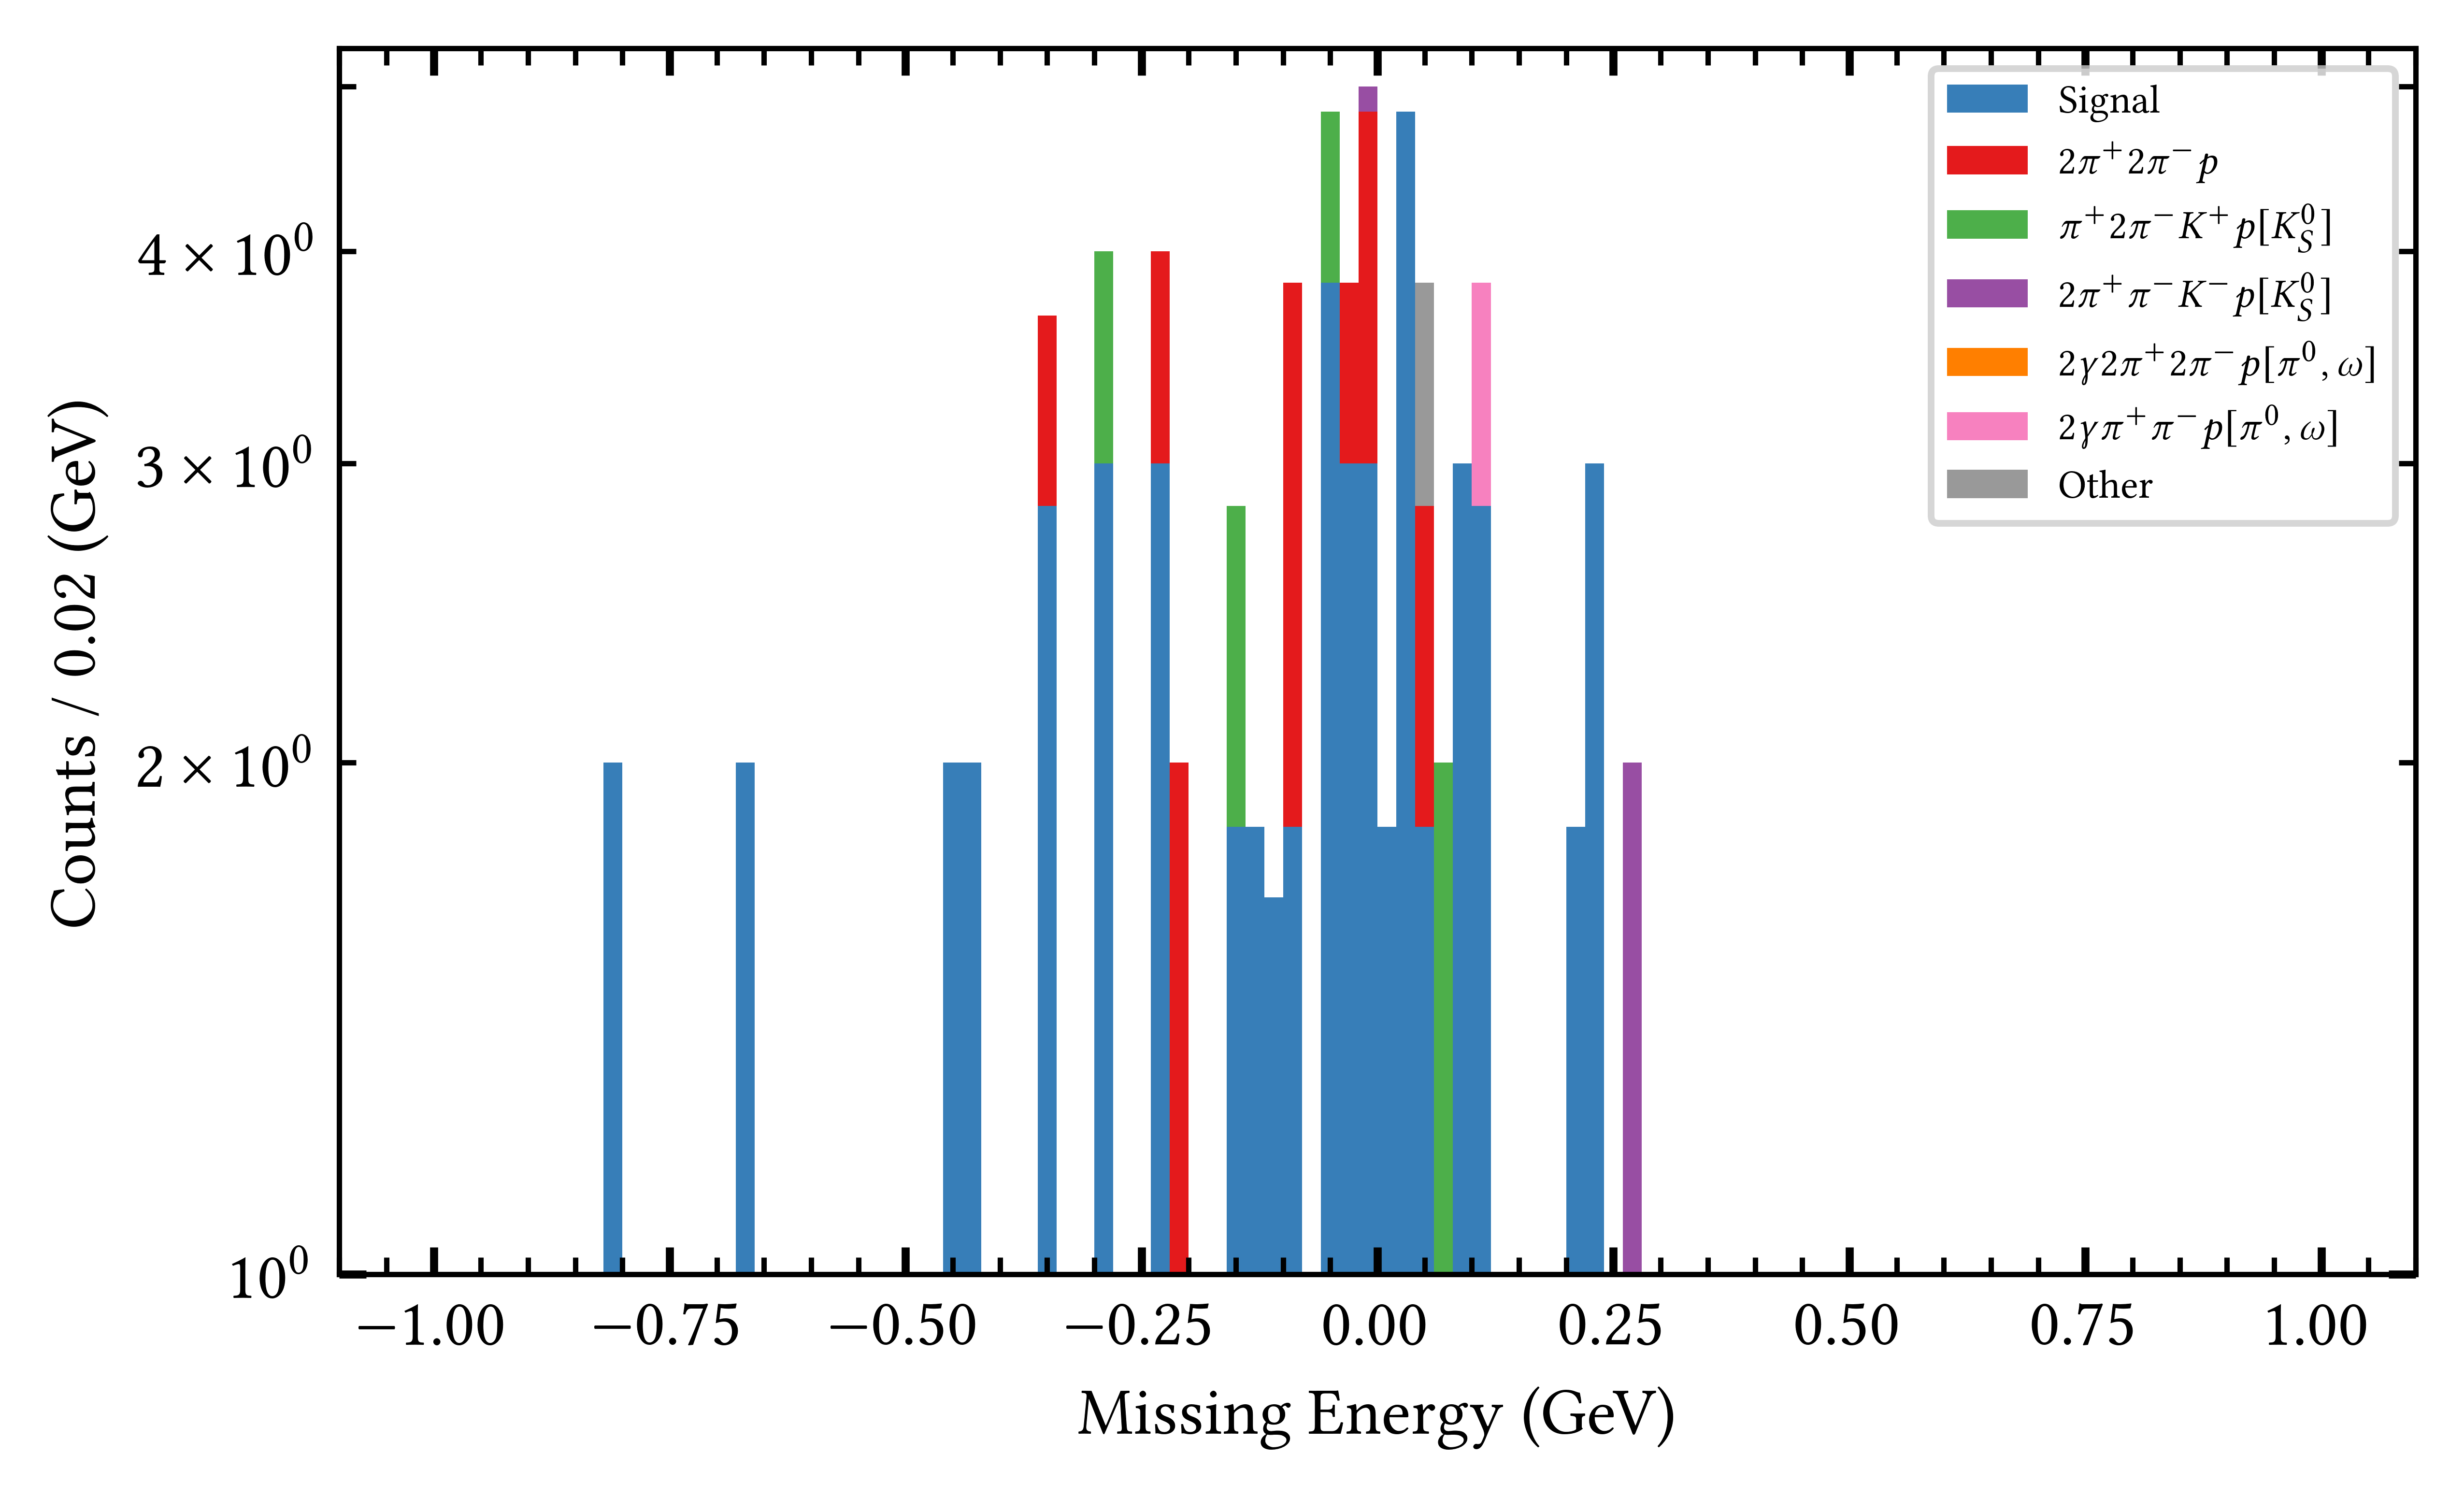 Counts / 0.02 (GeV)
4 × 10⁰
3 × 10⁰
2 × 10⁰
10⁰
Signal
2π⁺2π⁻p
π⁺2π⁻K⁺p[K⁰_S]
2π⁺π⁻K⁻p[K⁰_S]
2γ2π⁺2π⁻p[π⁰, ω]
2γπ⁺π⁻p[π⁰, ω]
Other
−1.00 −0.75 −0.50 −0.25 0.00 0.25 0.50 0.75 1.00
Missing Energy (GeV)